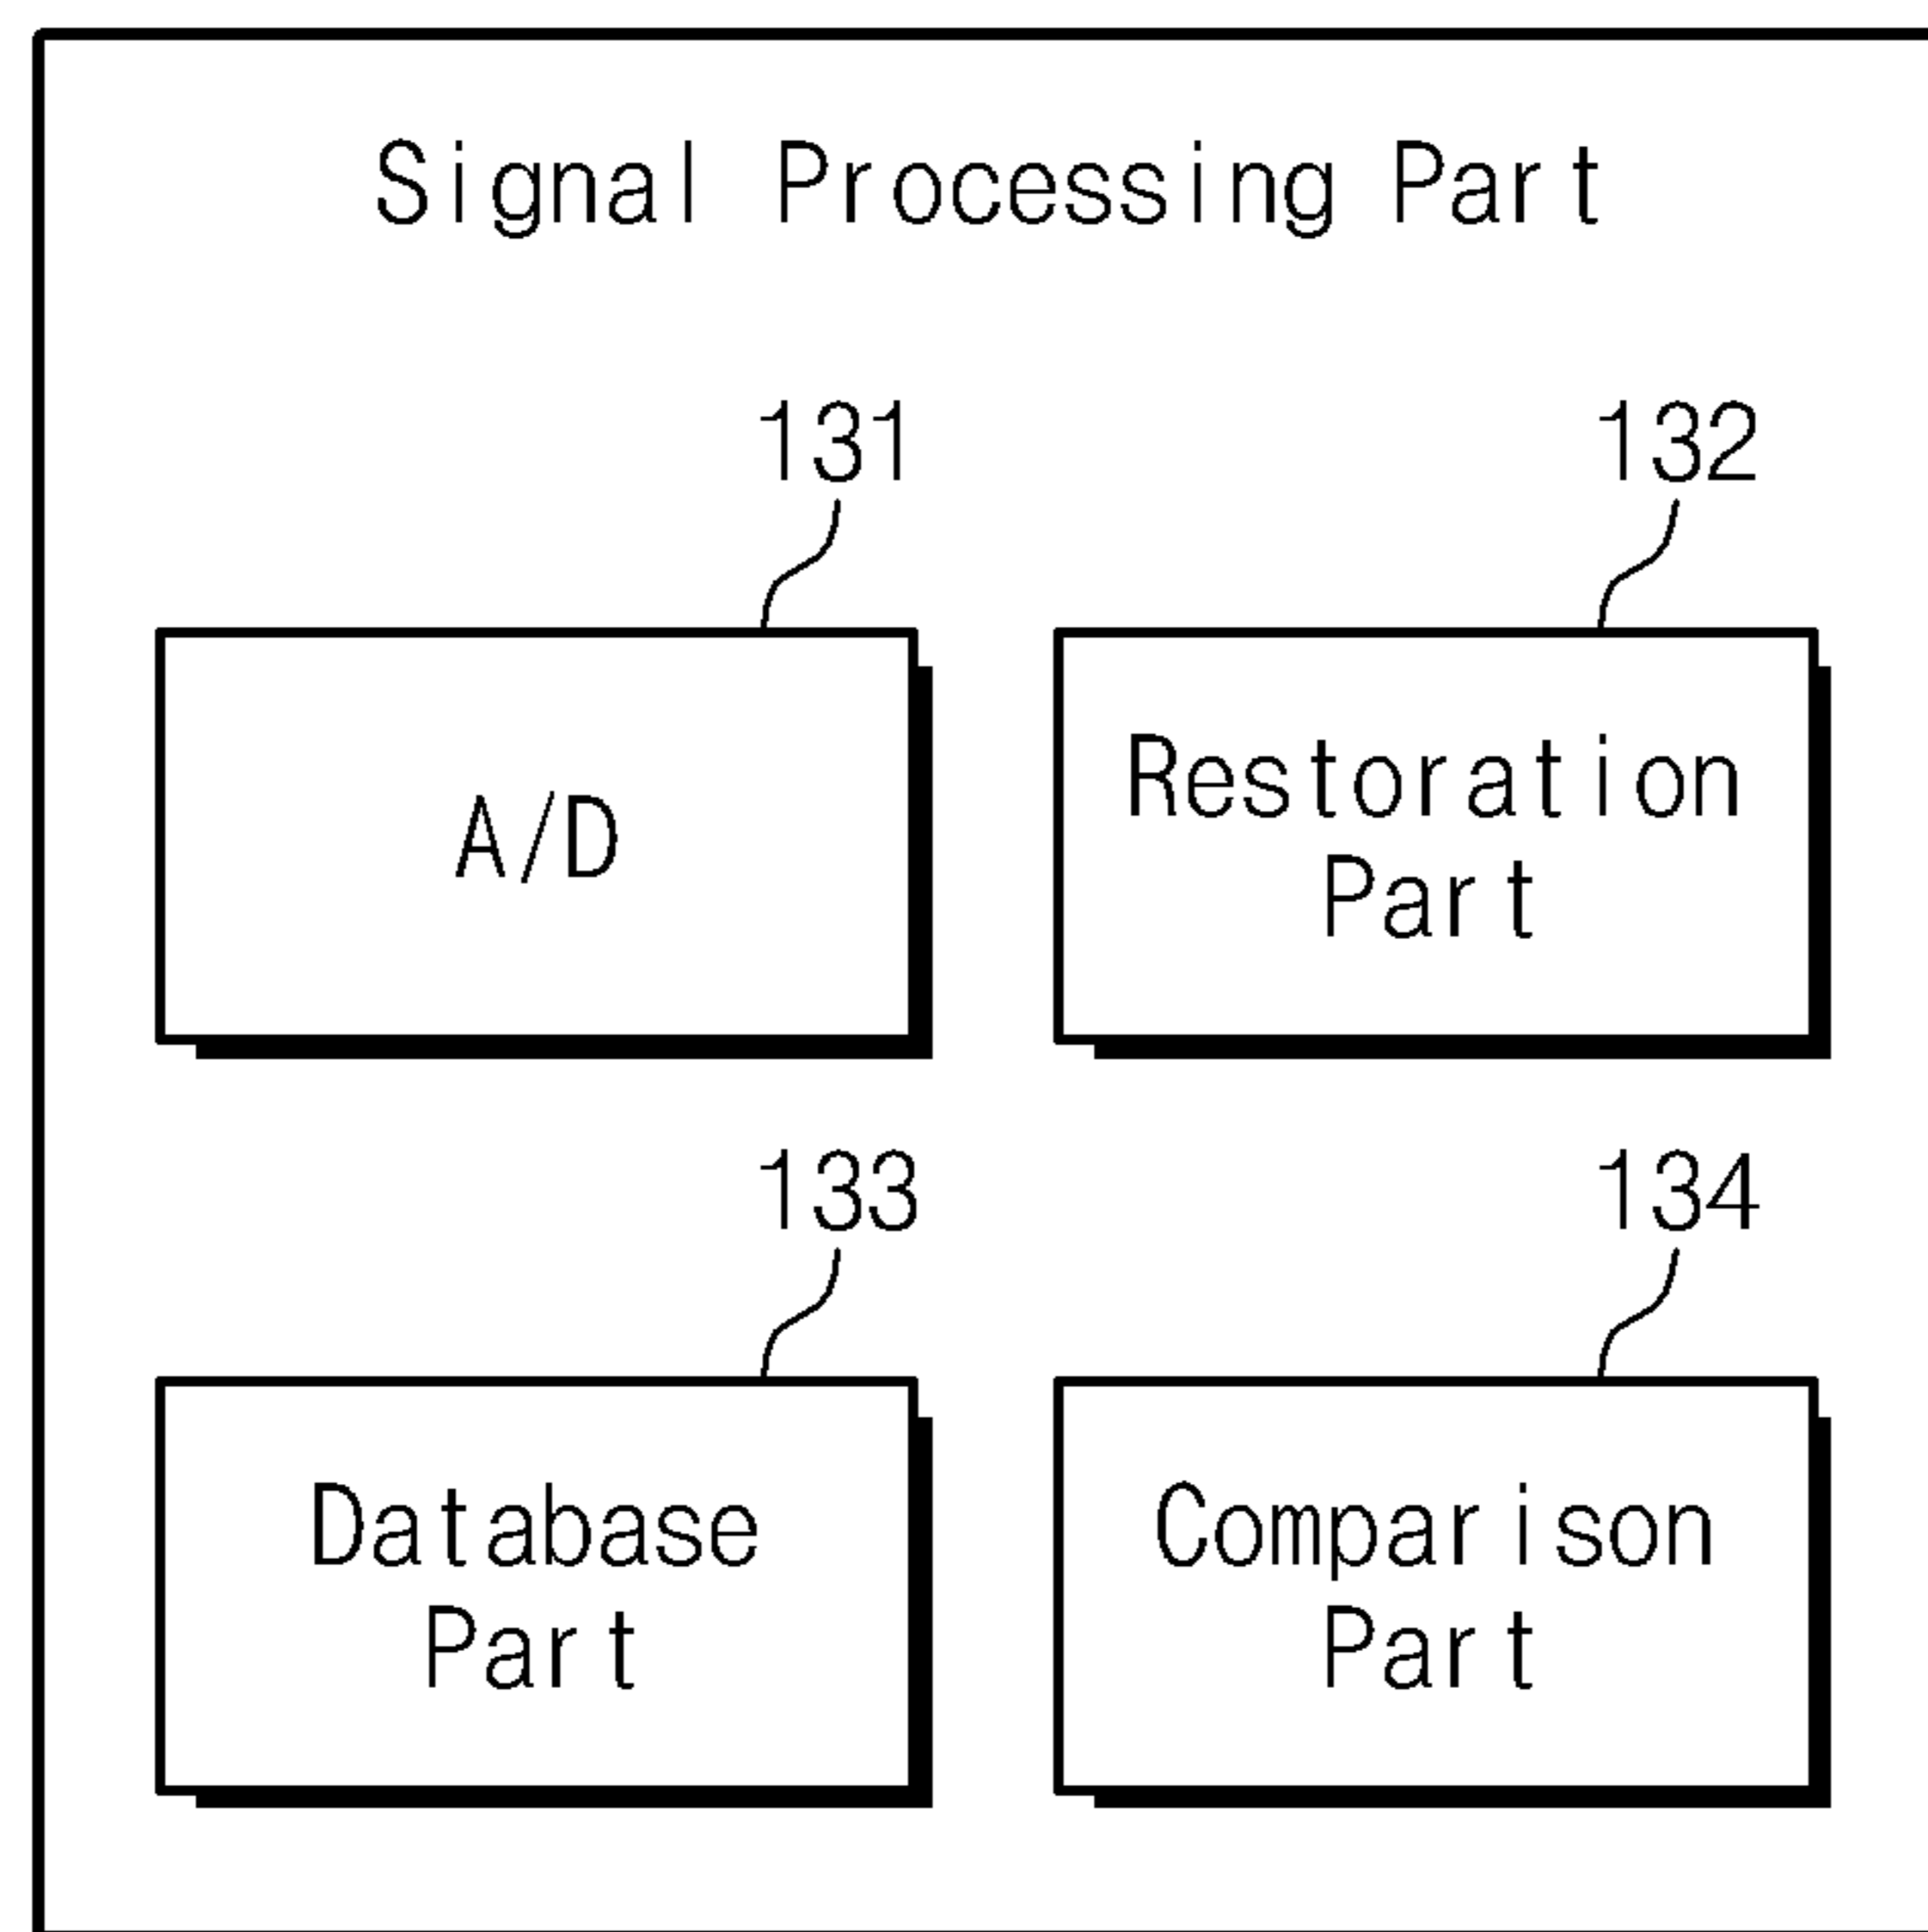 Signal Processing Part
131
132
A/D
Restoration
Part
133
134
Database
Part
Comparison
Part